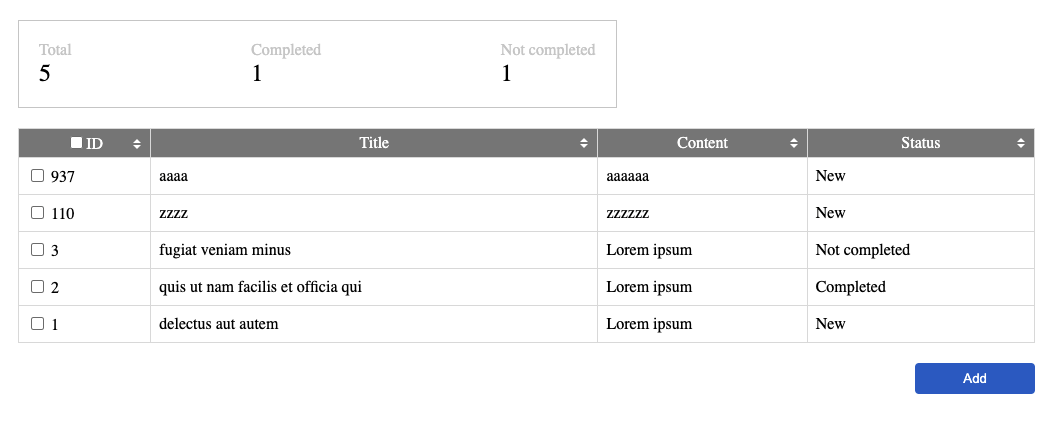 Total Completed Not completed
5 1 1
ID Title Content Status
937 aaaa aaaaaa New
110 zzzz zzzzzz New
3 fugiat veniam minus Lorem ipsum Not completed
2 quis ut nam facilis et officia qui Lorem ipsum Completed
1 delectus aut autem Lorem ipsum New
Add